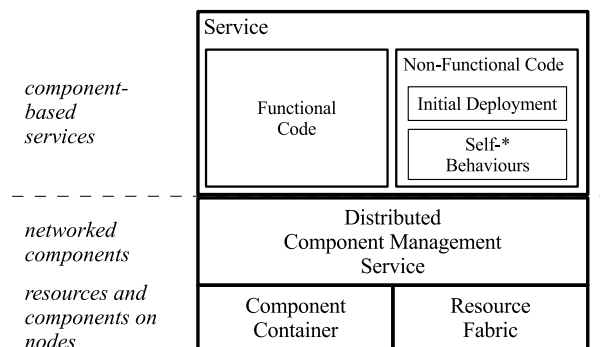 Service
component-
based
services
Functional
Code
Non-Functional Code
Initial Deployment
Self-*
Behaviours
networked
components
Distributed
Component Management
Service
resources and
components on
nodes
Component
Container
Resource
Fabric